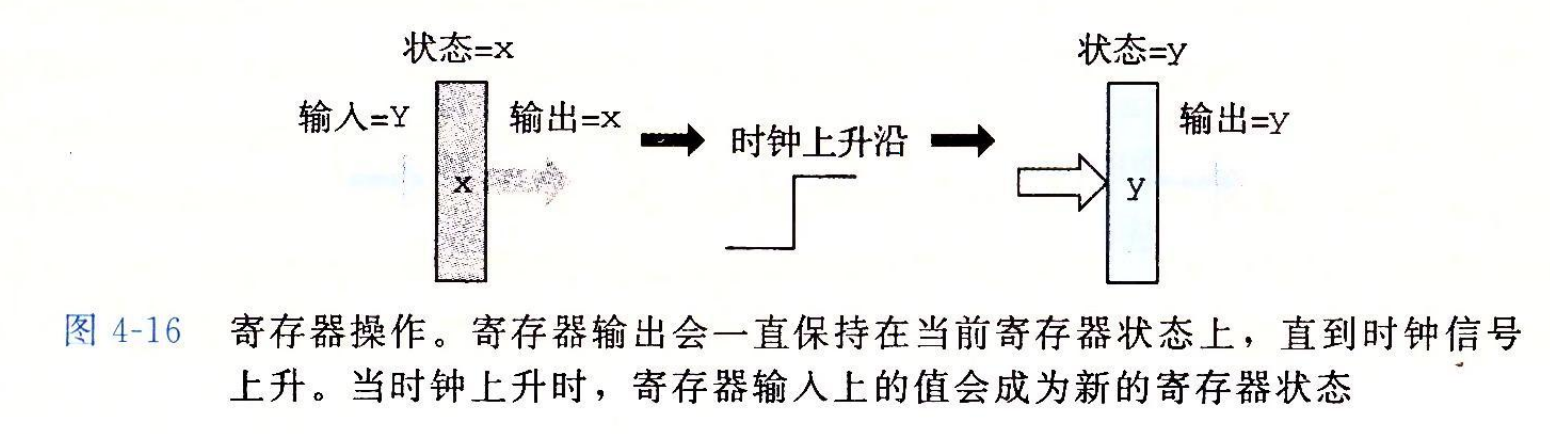 状态=x
状态=y
输入=Y
输出=x
时钟上升沿
输出=y
x
y
图 4-16 寄存器操作。寄存器输出会一直保持在当前寄存器状态上，直到时钟信号
上升。当时钟上升时，寄存器输入上的值会成为新的寄存器状态